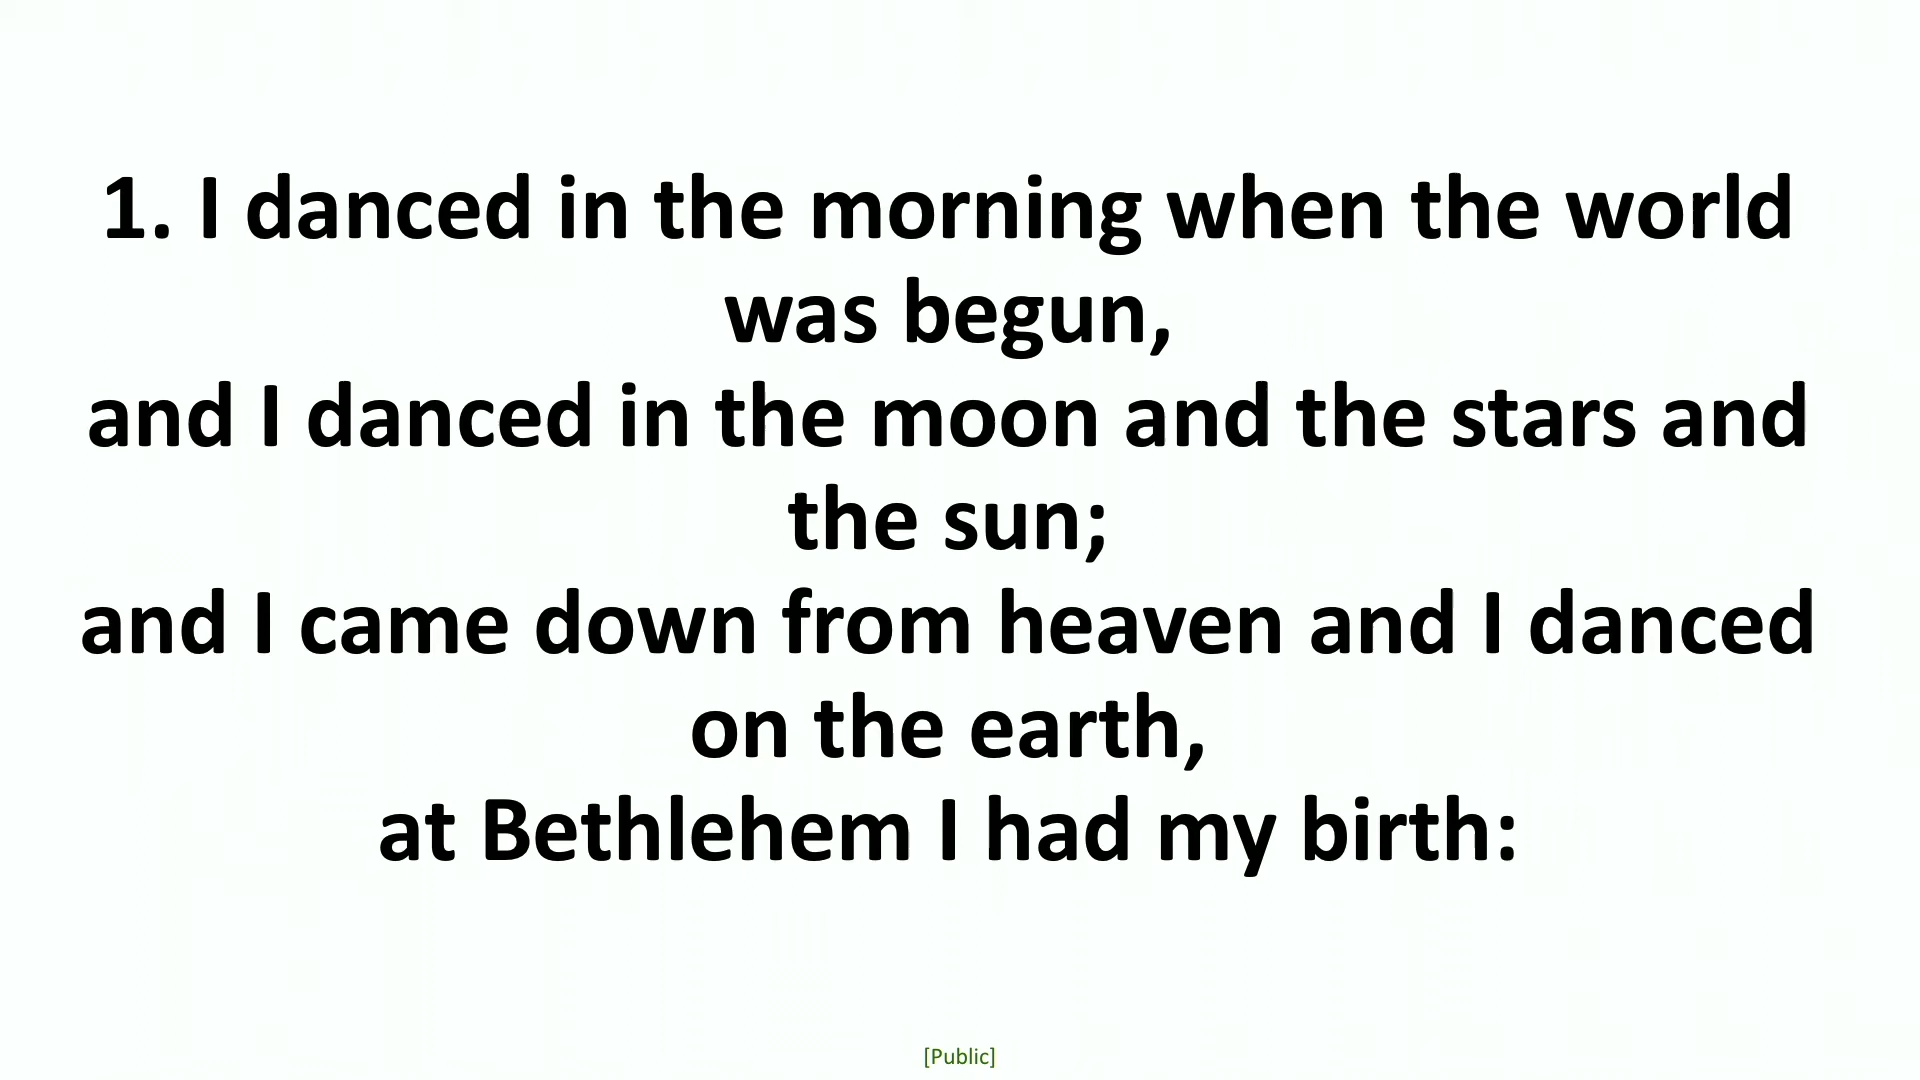 1. I danced in the morning when the world
was begun,
and I danced in the moon and the stars and
the sun;
and I came down from heaven and I danced
on the earth,
at Bethlehem I had my birth:
[Public]